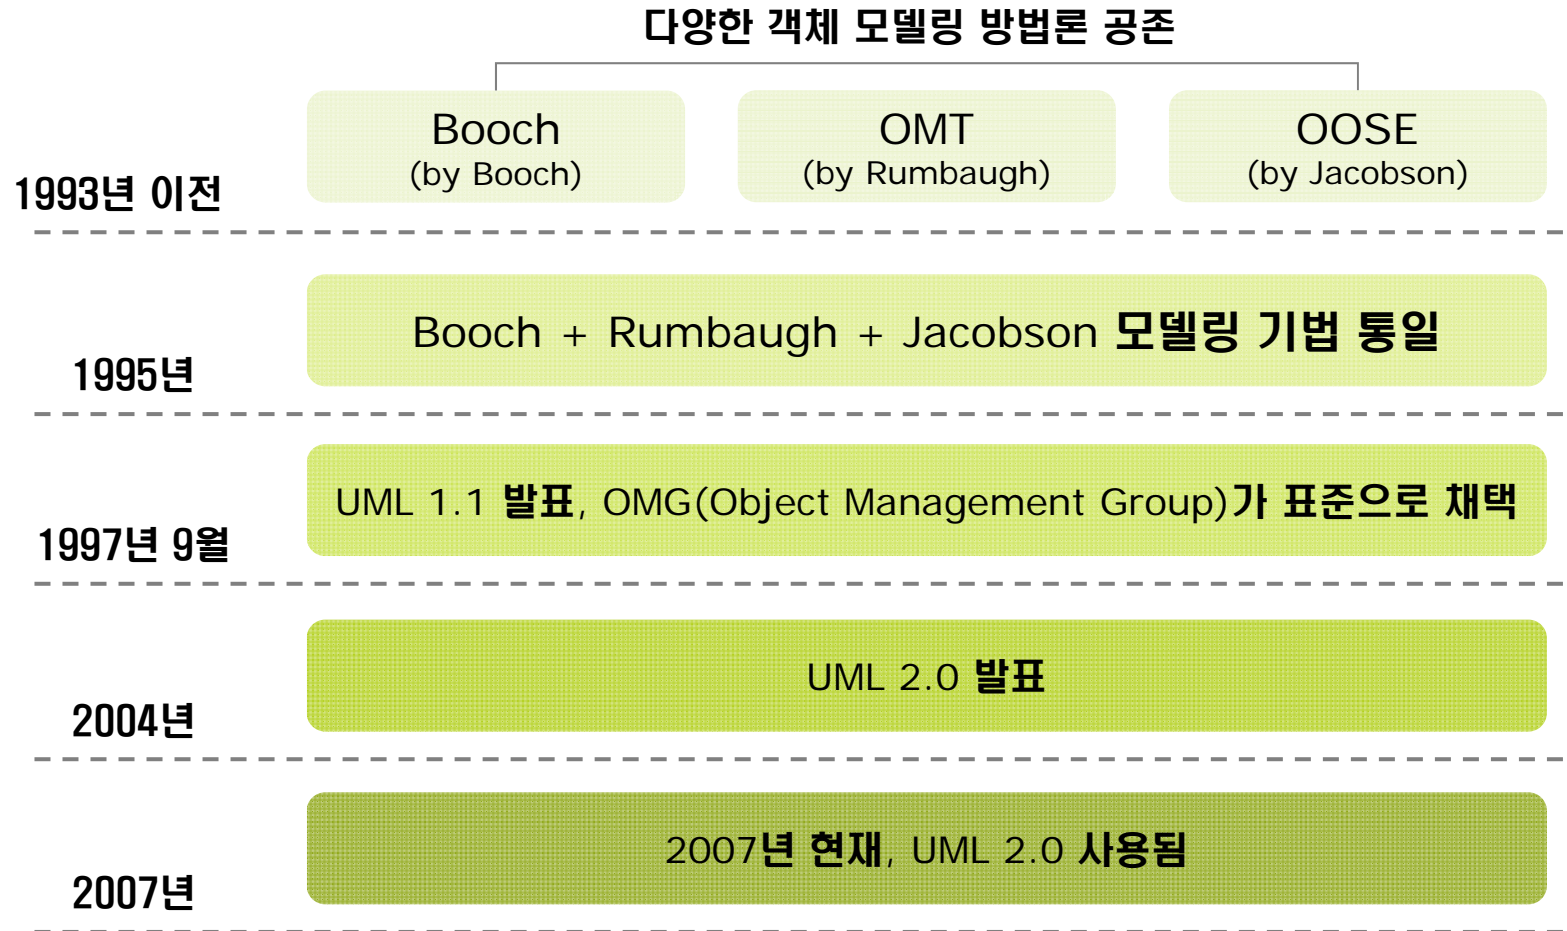 다양한 객체 모델링 방법론 공존
Booch
(by Booch)
OMT
(by Rumbaugh)
OOSE
(by Jacobson)
1993년 이전
Booch + Rumbaugh + Jacobson 모델링 기법 통일
1995년
UML 1.1 발표, OMG(Object Management Group)가 표준으로 채택
1997년 9월
UML 2.0 발표
2004년
2007년 현재, UML 2.0 사용됨
2007년